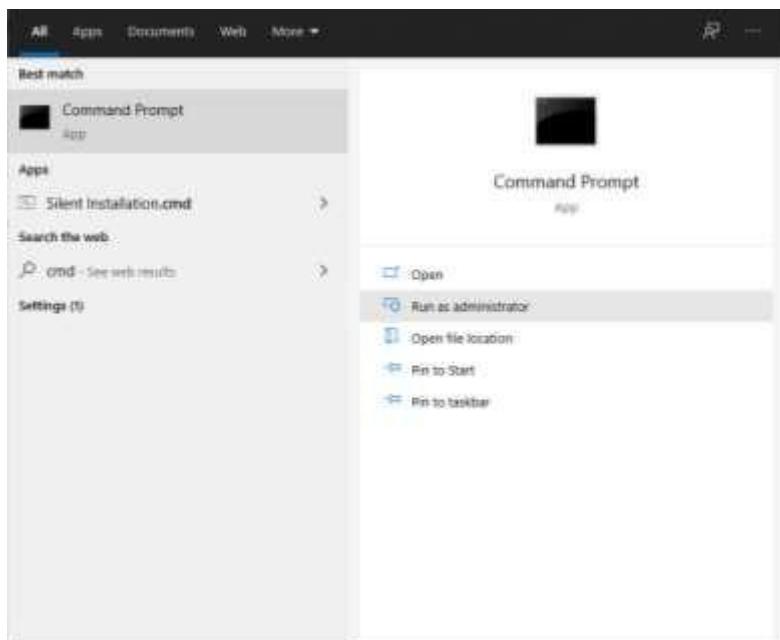 All Apps Documents Web More
Best match
Command Prompt
App
Apps
Silent Installation.cmd
Search the web
cmd - See web results
Settings (1)
Command Prompt
App
Open
Run as administrator
Open file location
Pin to Start
Pin to taskbar